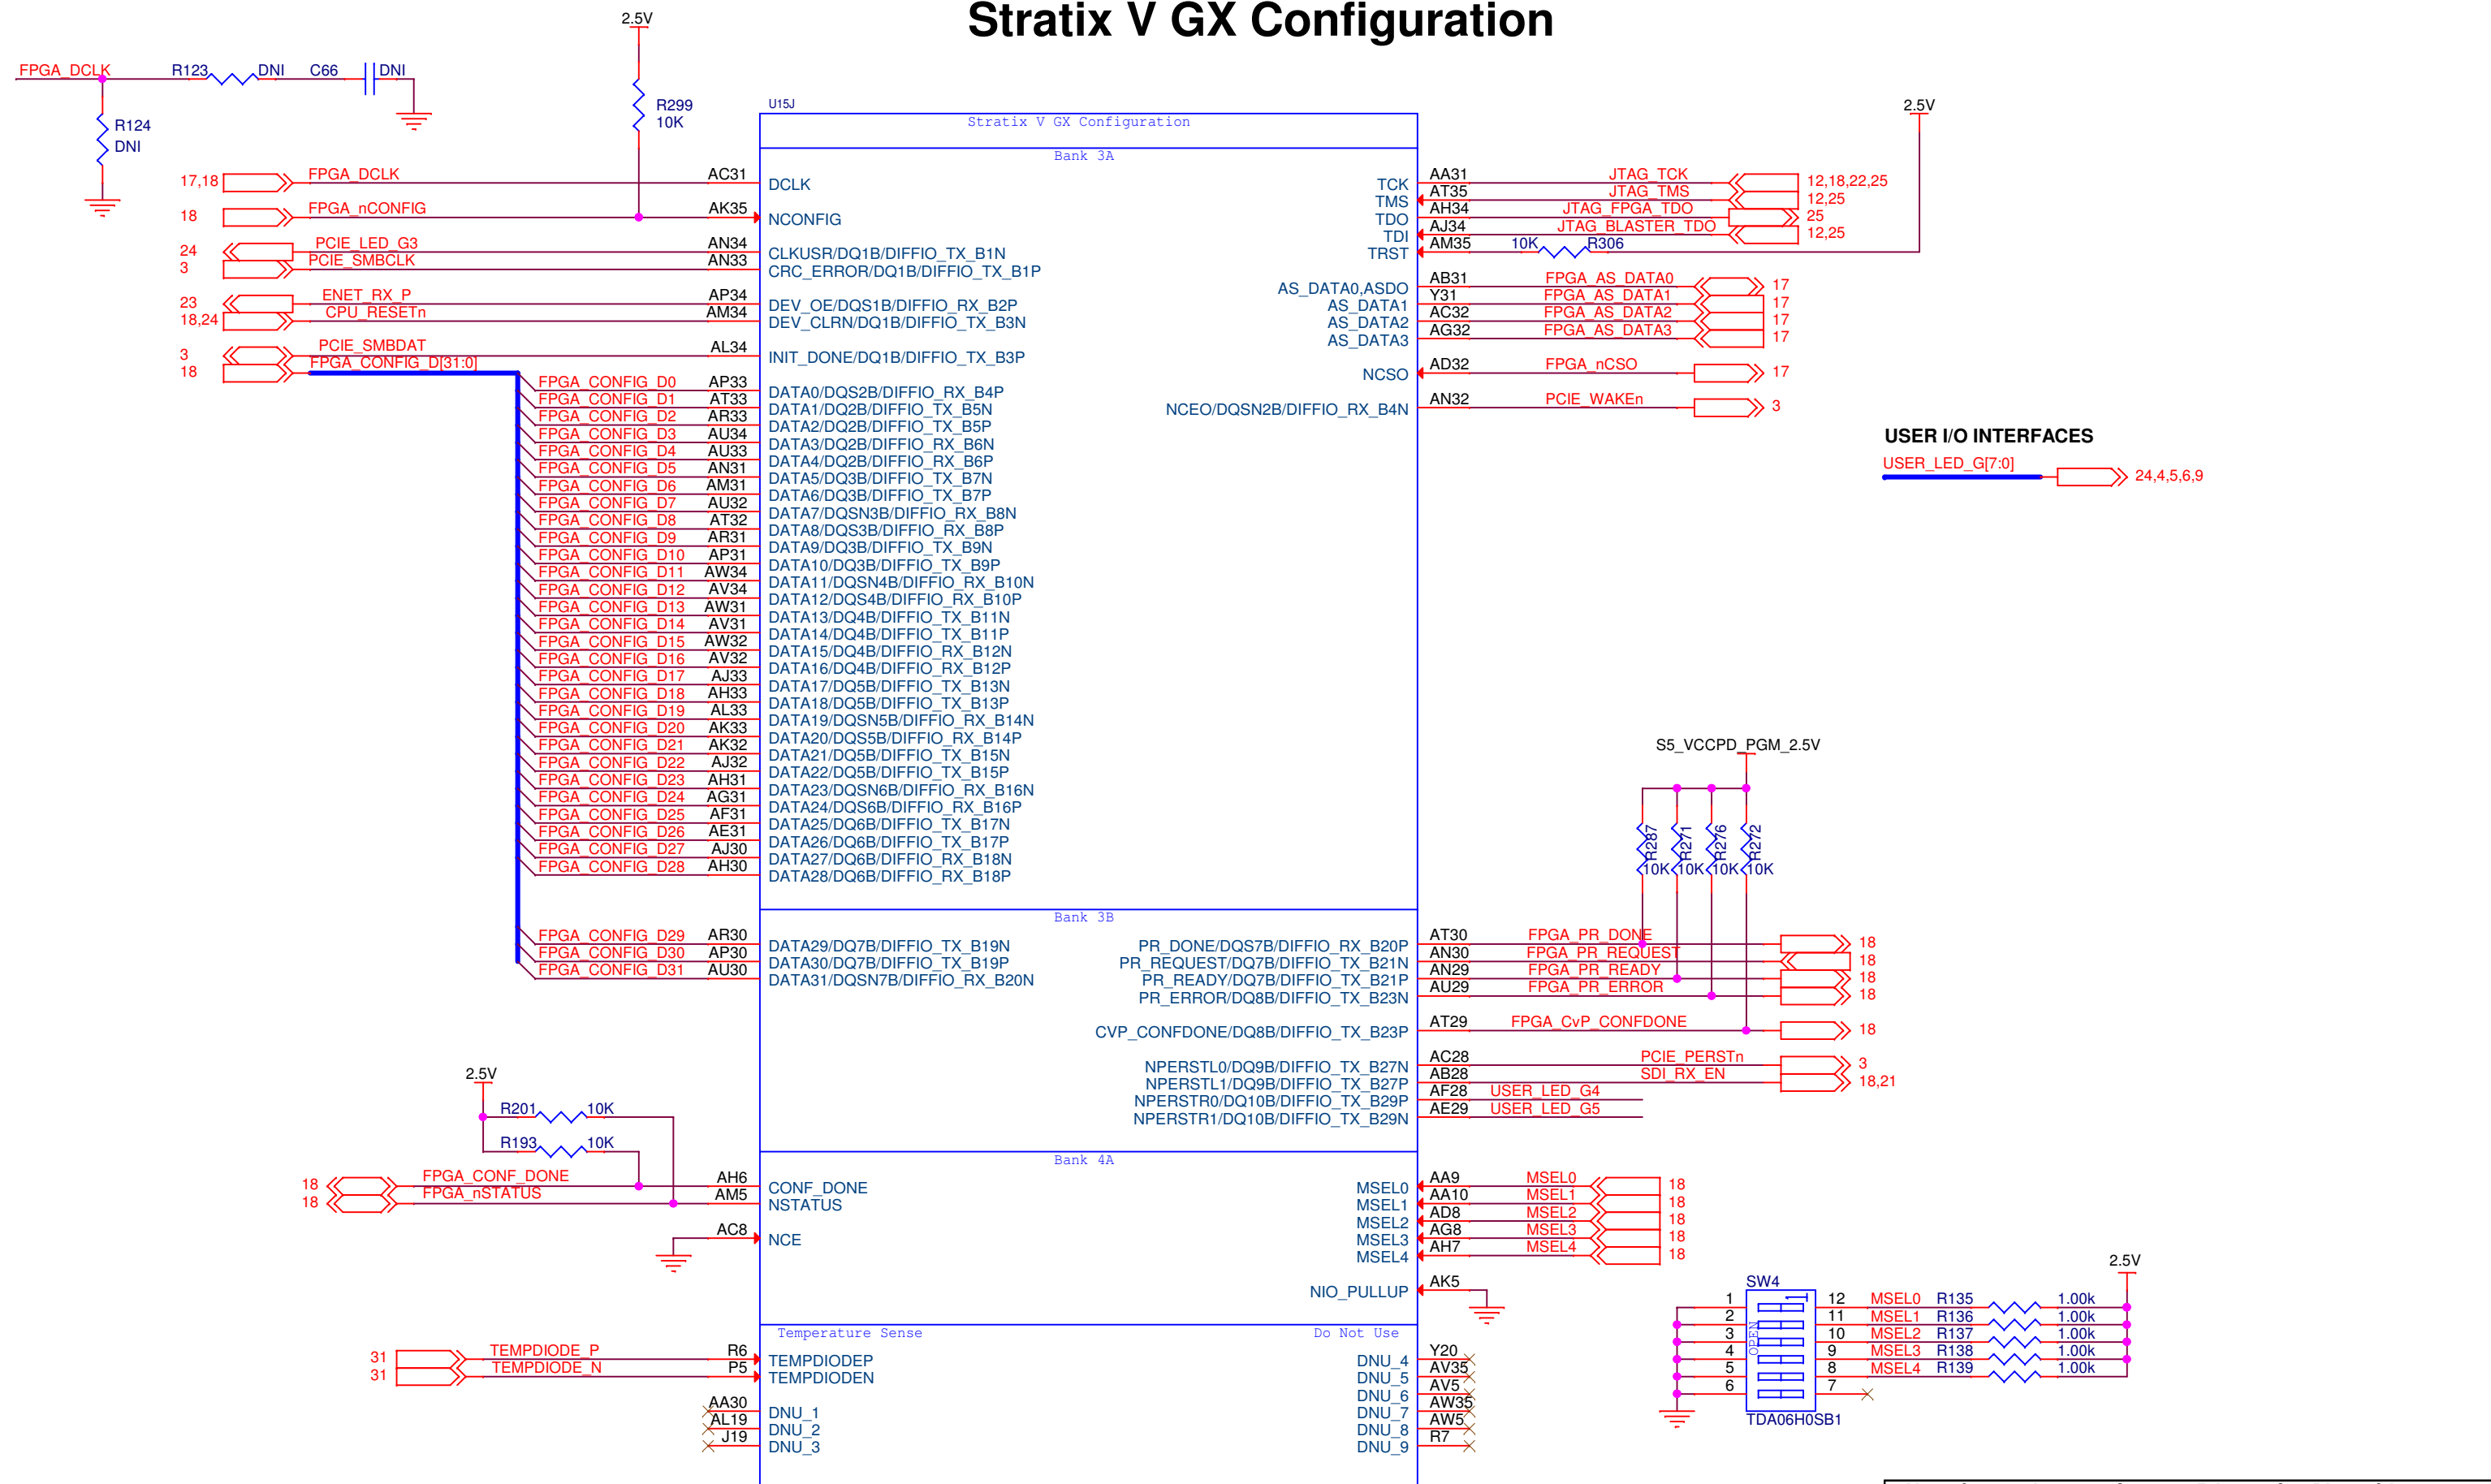 Stratix V GX Configuration
FPGA_DCLK
R123
DNI
C66
DNI
R124
DNI
2.5V
R299
10K
U15J
Stratix V GX Configuration
Bank 3A
17,18 FPGA_DCLK AC31 DCLK
18 FPGA_nCONFIG AK35 NCONFIG
24 PCIE_LED_G3 AN34 CLKUSR/DQ1B/DIFFIO_TX_B1N
3 PCIE_SMBCLK AN33 CRC_ERROR/DQ1B/DIFFIO_TX_B1P
23 ENET_RX_P AP34 DEV_OE/DQS1B/DIFFIO_RX_B2P
18,24 CPU_RESETn AM34 DEV_CLRN/DQ1B/DIFFIO_TX_B3N
3 PCIE_SMBDAT AL34 INIT_DONE/DQ1B/DIFFIO_TX_B3P
18 FPGA_CONFIG_D[31:0]
FPGA_CONFIG_D0 AP33 DATA0/DQS2B/DIFFIO_RX_B4P
FPGA_CONFIG_D1 AT33 DATA1/DQ2B/DIFFIO_TX_B5N
FPGA_CONFIG_D2 AR33 DATA2/DQ2B/DIFFIO_TX_B5P
FPGA_CONFIG_D3 AU34 DATA3/DQ2B/DIFFIO_RX_B6N
FPGA_CONFIG_D4 AU33 DATA4/DQ2B/DIFFIO_RX_B6P
FPGA_CONFIG_D5 AN31 DATA5/DQ3B/DIFFIO_TX_B7N
FPGA_CONFIG_D6 AM31 DATA6/DQ3B/DIFFIO_TX_B7P
FPGA_CONFIG_D7 AU32 DATA7/DQSN3B/DIFFIO_RX_B8N
FPGA_CONFIG_D8 AT32 DATA8/DQS3B/DIFFIO_RX_B8P
FPGA_CONFIG_D9 AR31 DATA9/DQ3B/DIFFIO_TX_B9N
FPGA_CONFIG_D10 AP31 DATA10/DQ3B/DIFFIO_TX_B9P
FPGA_CONFIG_D11 AW34 DATA11/DQSN4B/DIFFIO_RX_B10N
FPGA_CONFIG_D12 AV34 DATA12/DQS4B/DIFFIO_RX_B10P
FPGA_CONFIG_D13 AW31 DATA13/DQ4B/DIFFIO_TX_B11N
FPGA_CONFIG_D14 AV31 DATA14/DQ4B/DIFFIO_TX_B11P
FPGA_CONFIG_D15 AW32 DATA15/DQ4B/DIFFIO_RX_B12N
FPGA_CONFIG_D16 AV32 DATA16/DQ4B/DIFFIO_RX_B12P
FPGA_CONFIG_D17 AJ33 DATA17/DQ5B/DIFFIO_TX_B13N
FPGA_CONFIG_D18 AH33 DATA18/DQ5B/DIFFIO_TX_B13P
FPGA_CONFIG_D19 AL33 DATA19/DQSN5B/DIFFIO_RX_B14N
FPGA_CONFIG_D20 AK33 DATA20/DQS5B/DIFFIO_RX_B14P
FPGA_CONFIG_D21 AK32 DATA21/DQ5B/DIFFIO_TX_B15N
FPGA_CONFIG_D22 AJ32 DATA22/DQ5B/DIFFIO_TX_B15P
FPGA_CONFIG_D23 AH31 DATA23/DQSN6B/DIFFIO_RX_B16N
FPGA_CONFIG_D24 AG31 DATA24/DQS6B/DIFFIO_RX_B16P
FPGA_CONFIG_D25 AF31 DATA25/DQ6B/DIFFIO_TX_B17N
FPGA_CONFIG_D26 AE31 DATA26/DQ6B/DIFFIO_TX_B17P
FPGA_CONFIG_D27 AJ30 DATA27/DQ6B/DIFFIO_RX_B18N
FPGA_CONFIG_D28 AH30 DATA28/DQ6B/DIFFIO_RX_B18P
2.5V
TCK AA31 JTAG_TCK 12,18,22,25
TMS AT35 JTAG_TMS 12,25
TDO AH34 JTAG_FPGA_TDO 25
TDI AJ34 JTAG_BLASTER_TDO 12,25
TRST AM35 10K R306
AS_DATA0,ASDO AB31 FPGA_AS_DATA0 17
AS_DATA1 Y31 FPGA_AS_DATA1 17
AS_DATA2 AC32 FPGA_AS_DATA2 17
AS_DATA3 AG32 FPGA_AS_DATA3 17
NCSO AD32 FPGA_nCSO 17
NCEO/DQSN2B/DIFFIO_RX_B4N AN32 PCIE_WAKEn 3
USER I/O INTERFACES
USER_LED_G[7:0] 24,4,5,6,9
S5_VCCPD_PGM_2.5V
R287 R271 R276 R272
10K 10K 10K 10K
Bank 3B
FPGA_CONFIG_D29 AR30 DATA29/DQ7B/DIFFIO_TX_B19N
FPGA_CONFIG_D30 AP30 DATA30/DQ7B/DIFFIO_TX_B19P
FPGA_CONFIG_D31 AU30 DATA31/DQSN7B/DIFFIO_RX_B20N
PR_DONE/DQS7B/DIFFIO_RX_B20P AT30 FPGA_PR_DONE 18
PR_REQUEST/DQ7B/DIFFIO_TX_B21N AN30 FPGA_PR_REQUEST 18
PR_READY/DQ7B/DIFFIO_TX_B21P AN29 FPGA_PR_READY 18
PR_ERROR/DQ8B/DIFFIO_TX_B23N AU29 FPGA_PR_ERROR 18
CVP_CONFDONE/DQ8B/DIFFIO_TX_B23P AT29 FPGA_CvP_CONFDONE 18
NPERSTL0/DQ9B/DIFFIO_TX_B27N AC28 PCIE_PERSTn 3
NPERSTL1/DQ9B/DIFFIO_TX_B27P AB28 SDI_RX_EN 18,21
NPERSTR0/DQ10B/DIFFIO_TX_B29P AF28 USER_LED_G4
NPERSTR1/DQ10B/DIFFIO_TX_B29N AE29 USER_LED_G5
2.5V
R201 10K
R193 10K
Bank 4A
18 FPGA_CONF_DONE AH6 CONF_DONE
18 FPGA_nSTATUS AM5 NSTATUS
AC8 NCE
MSEL0 AA9 MSEL0 18
MSEL1 AA10 MSEL1 18
MSEL2 AD8 MSEL2 18
MSEL3 AG8 MSEL3 18
MSEL4 AH7 MSEL4 18
NIO_PULLUP AK5
Temperature Sense
Do Not Use
31 TEMPDIODE_P R6 TEMPDIODEP
31 TEMPDIODE_N P5 TEMPDIODEN
AA30 DNU_1
AL19 DNU_2
J19 DNU_3
DNU_4 Y20
DNU_5 AV35
DNU_6 AV5
DNU_7 AW35
DNU_8 AW5
DNU_9 R7
2.5V
SW4
OPEN
1 12 MSEL0 R135 1.00k
2 11 MSEL1 R136 1.00k
3 10 MSEL2 R137 1.00k
4 9 MSEL3 R138 1.00k
5 8 MSEL4 R139 1.00k
6 7
TDA06H0SB1